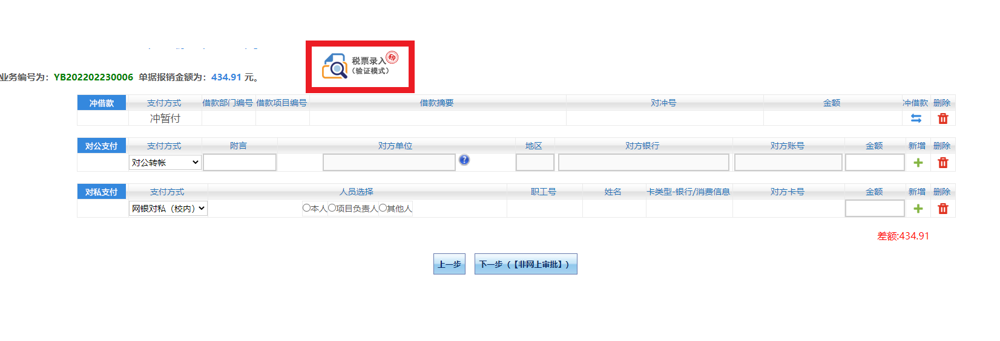 税票录入 税
（验证模式）
业务编号为：YB202202230006 单据报销金额为：434.91 元。
冲借款 支付方式 借款部门编号 借款项目编号 借款摘要 对冲号 金额 冲借款 删除
冲暂付
对公支付 支付方式 附言 对方单位 地区 对方银行 对方账号 金额 新增 删除
对公转帐 ?
对私支付 支付方式 人员选择 职工号 姓名 卡类型-银行/消费信息 对方卡号 金额 新增 删除
网银对私（校内） 本人 项目负责人 其他人
差额:434.91
上一步 下一步（【非网上审批】）